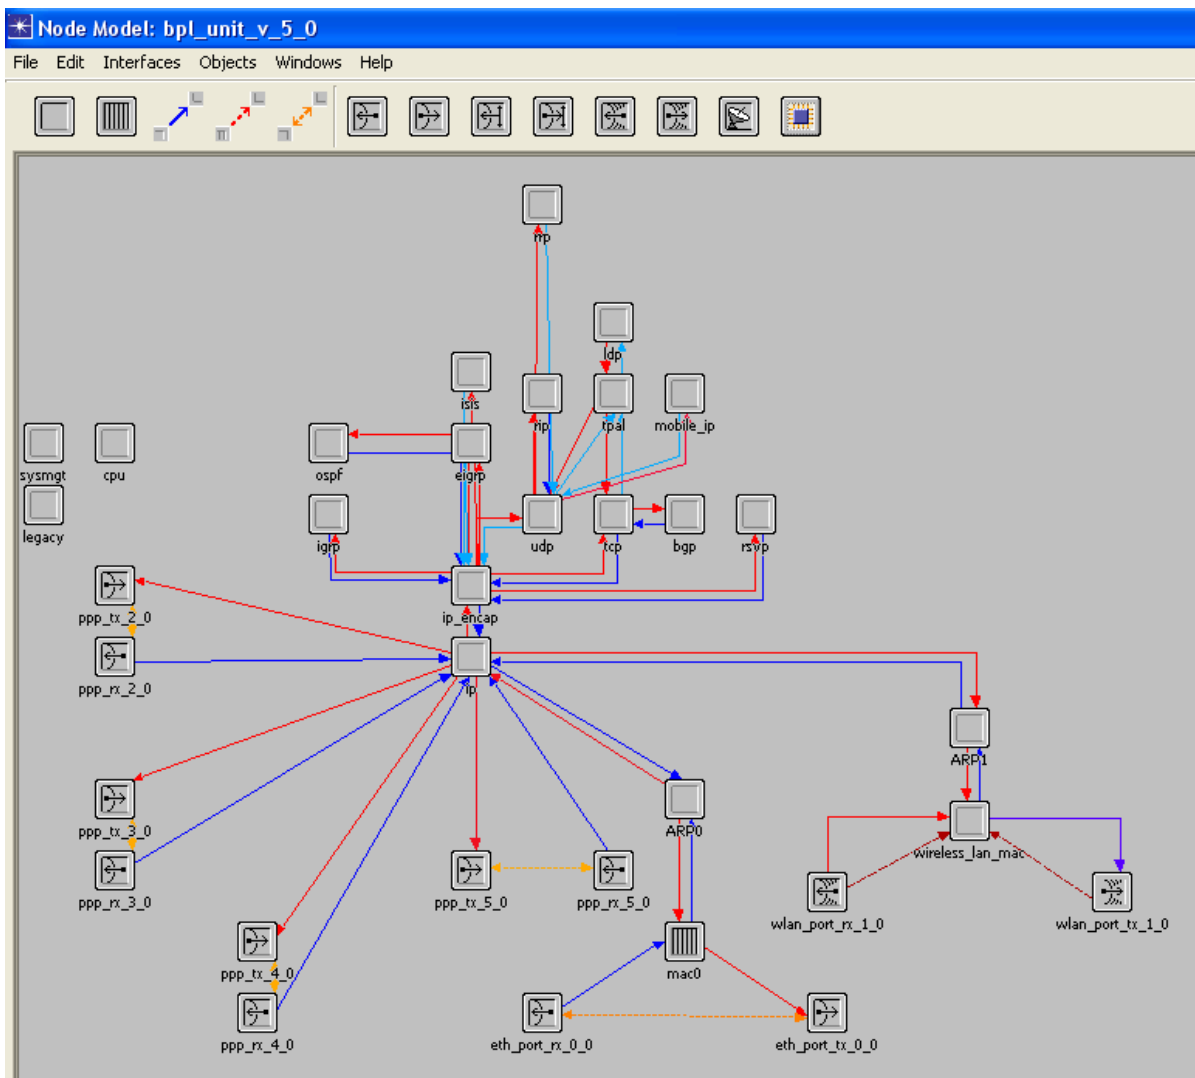 Node Model: bpl_unit_v_5_0
File Edit Interfaces Objects Windows Help
rrp
ldp
isis
rip
tpal
mobile_ip
sysmgt
cpu
ospf
eigrp
legacy
igrp
udp
tcp
bgp
rsvp
ppp_tx_2_0
ip_encap
ppp_rx_2_0
ip
ARP1
ppp_tx_3_0
ARP0
wireless_lan_mac
ppp_rx_3_0
ppp_tx_5_0
ppp_rx_5_0
wlan_port_rx_1_0
wlan_port_tx_1_0
ppp_tx_4_0
mac0
ppp_rx_4_0
eth_port_rx_0_0
eth_port_tx_0_0